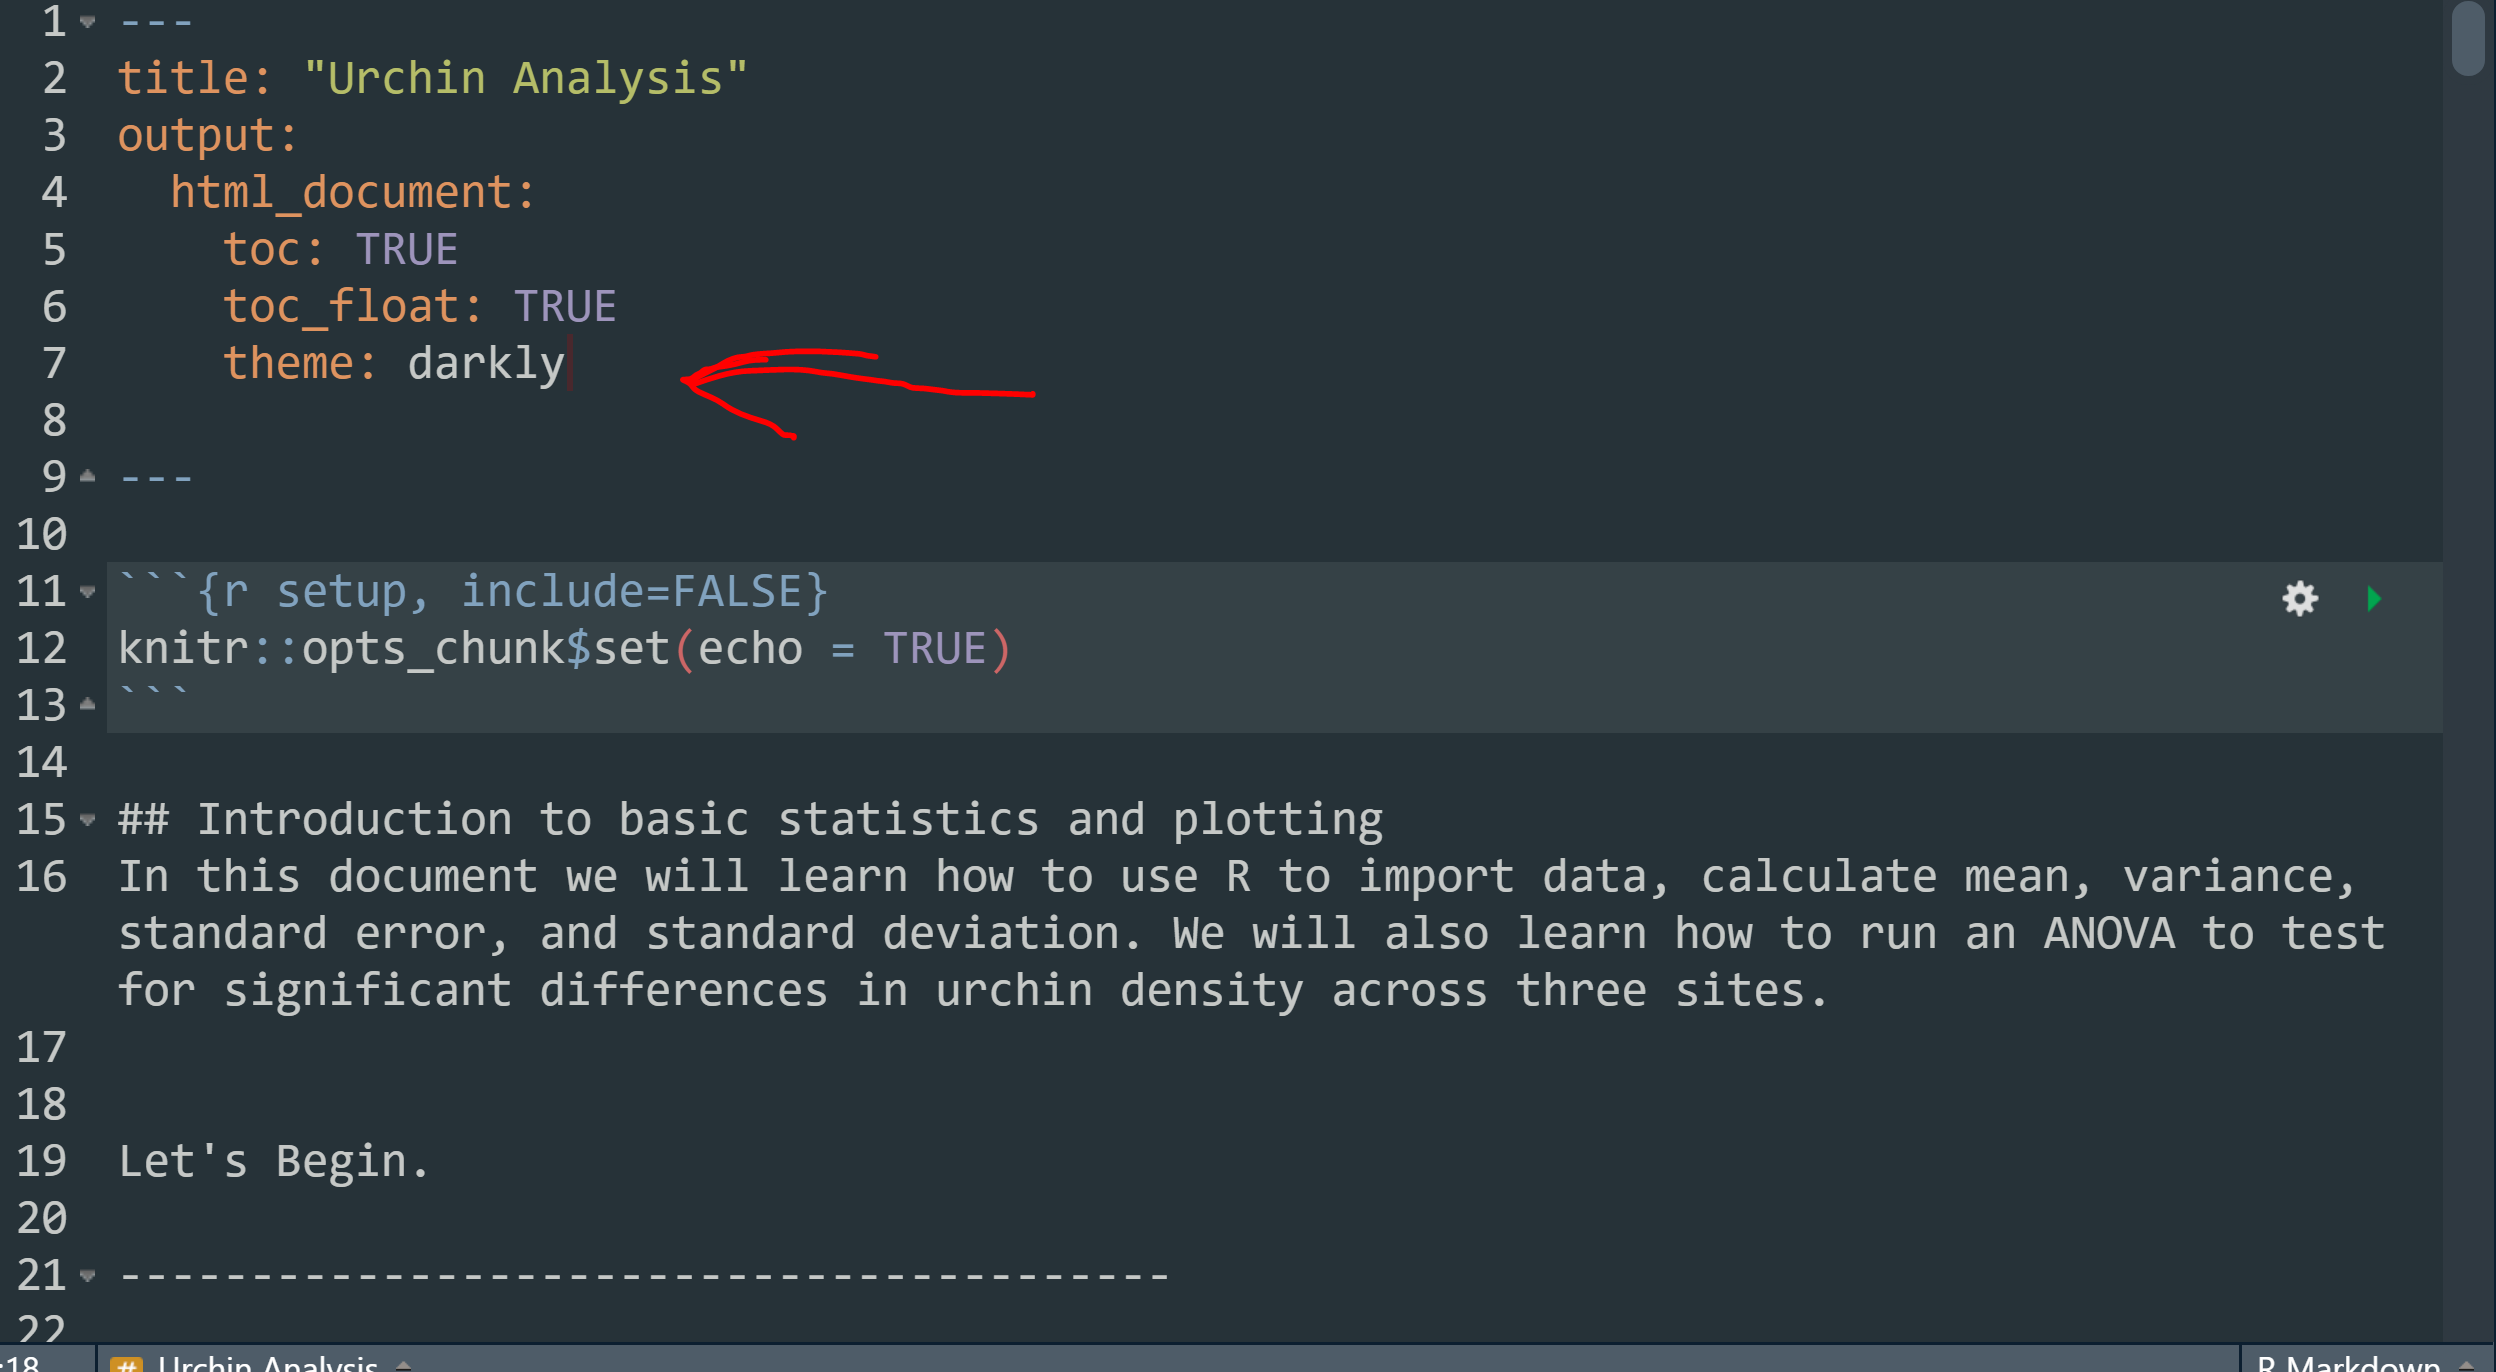 1 ---
2 title: "Urchin Analysis"
3 output:
4   html_document:
5     toc: TRUE
6     toc_float: TRUE
7     theme: darkly
8
9 ---
10
11 ```{r setup, include=FALSE}
12 knitr::opts_chunk$set(echo = TRUE)
13 ```
14
15 ## Introduction to basic statistics and plotting
16 In this document we will learn how to use R to import data, calculate mean, variance,
standard error, and standard deviation. We will also learn how to run an ANOVA to test
for significant differences in urchin density across three sites.
17
18
19 Let's Begin.
20
21 ----------------------------------------
22
:18 # Urchin Analysis R Markdown